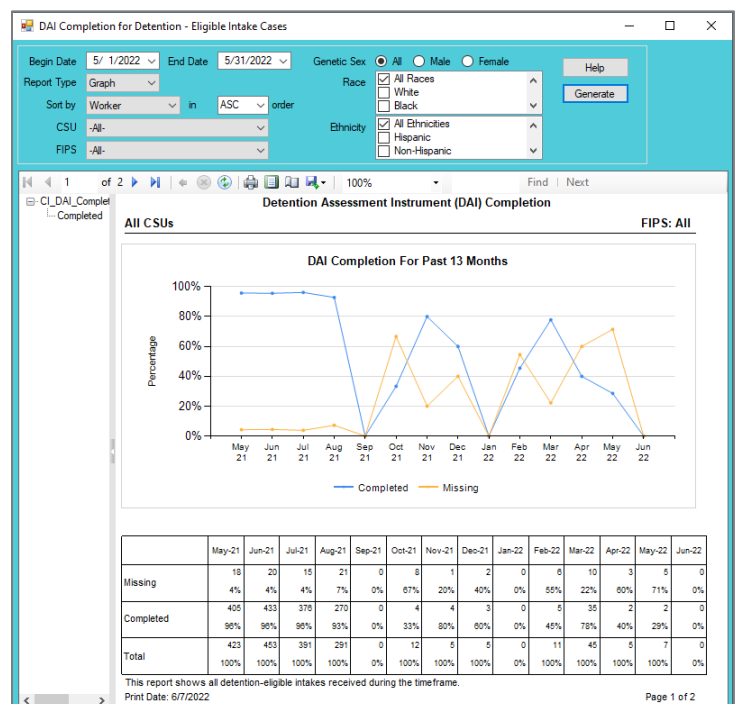 DAI Completion for Detention - Eligible Intake Cases
Begin Date 5/ 1/2022 End Date 5/31/2022 Genetic Sex All Male Female Help
Report Type Graph Race All Races
White
Black
Generate
Sort by Worker in ASC order
CSU -All- Ethnicity All Ethnicities
Hispanic
Non-Hispanic
FIPS -All-
1 of 2 100% Find | Next
CI_DAI_Complet
Completed
Detention Assessment Instrument (DAI) Completion
All CSUs FIPS: All
DAI Completion For Past 13 Months
Percentage
100%
80%
60%
40%
20%
0%
May 21 Jun 21 Jul 21 Aug 21 Sep 21 Oct 21 Nov 21 Dec 21 Jan 22 Feb 22 Mar 22 Apr 22 May 22 Jun 22
Completed Missing
May-21 Jun-21 Jul-21 Aug-21 Sep-21 Oct-21 Nov-21 Dec-21 Jan-22 Feb-22 Mar-22 Apr-22 May-22 Jun-22
Missing
18 20 15 21 0 8 1 2 0 6 10 3 5 0
4% 4% 4% 7% 0% 67% 20% 40% 0% 55% 22% 60% 71% 0%
Completed
405 433 376 270 0 4 4 3 0 5 35 2 2 0
96% 96% 96% 93% 0% 33% 80% 60% 0% 45% 78% 40% 29% 0%
Total
423 453 391 291 0 12 5 5 0 11 45 5 7 0
100% 100% 100% 100% 0% 100% 100% 100% 0% 100% 100% 100% 100% 0%
This report shows all detention-eligible intakes received during the timeframe.
Print Date: 6/7/2022 Page 1 of 2